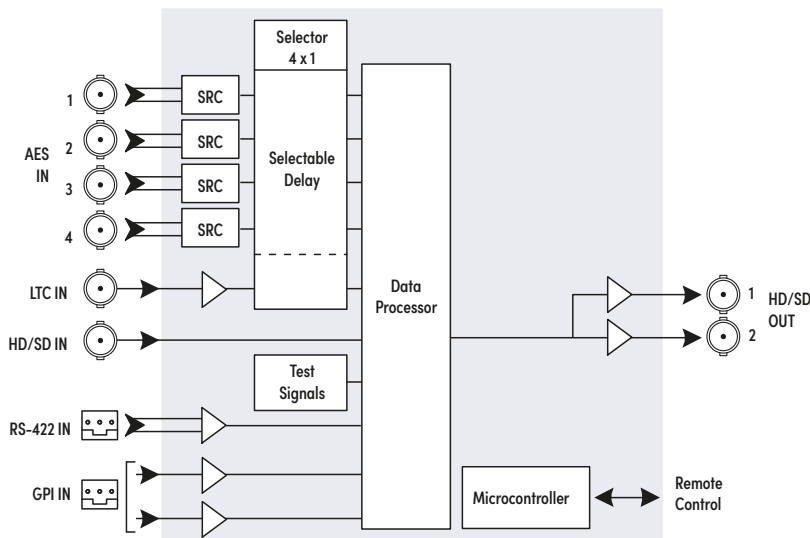 Selector
4 x 1
1
SRC
2
SRC
AES
IN
Selectable
Delay
3
SRC
4
SRC
LTC IN
Data
Processor
1
HD/SD
OUT
2
HD/SD IN
Test
Signals
RS-422 IN
GPI IN
Microcontroller
Remote
Control